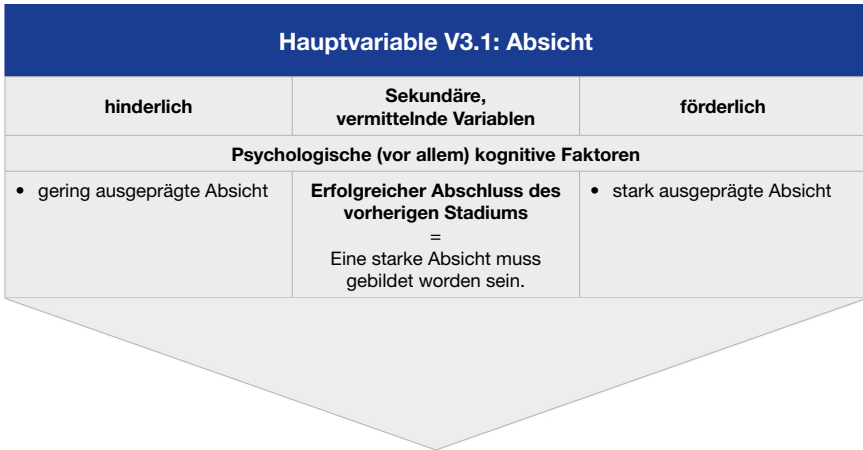 Hauptvariable V3.1: Absicht
hinderlich
Sekundäre,
vermittelnde Variablen
förderlich
Psychologische (vor allem) kognitive Faktoren
• gering ausgeprägte Absicht
Erfolgreicher Abschluss des
vorherigen Stadiums
=
Eine starke Absicht muss
gebildet worden sein.
• stark ausgeprägte Absicht